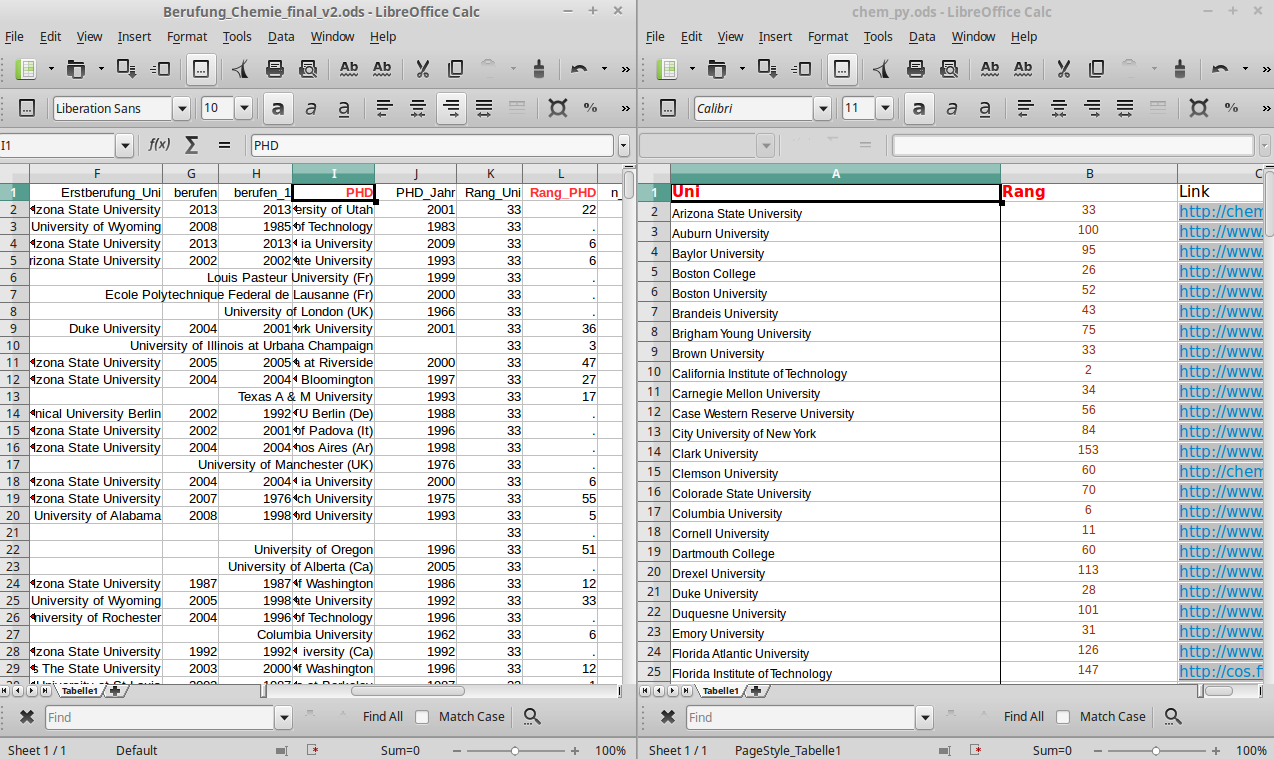 Berufung_Chemie_final_v2.ods - LibreOffice Calc
File Edit View Insert Format Tools Data Window Help
Liberation Sans 10 a a a %
I1 f(x) Σ = PHD
F G H I J K L
1 Erstberufung_Uni berufen berufen_1 PHD PHD_Jahr Rang_Uni Rang_PHD n_
2 izona State University 2013 2013 ersity of Utah 2001 33 22
3 University of Wyoming 2008 1985 of Technology 1983 33 .
4 izona State University 2013 2013 ia University 2009 33 6
5 rizona State University 2002 2002 ate University 1993 33 6
6 Louis Pasteur University (Fr) 1999 33 .
7 Ecole Polytechnique Federal de Lausanne (Fr) 2000 33 .
8 University of London (UK) 1966 33 .
9 Duke University 2004 2001 ork University 2001 33 36
10 University of Illinois at Urbana Champaign 33 3
11 izona State University 2005 2005 at Riverside 2000 33 47
12 izona State University 2004 2004 Bloomington 1997 33 27
13 Texas A & M University 1993 33 17
14 nical University Berlin 2002 1992 U Berlin (De) 1988 33 .
15 izona State University 2002 2001 of Padova (It) 1996 33 .
16 izona State University 2004 2004 nos Aires (Ar) 1998 33 .
17 University of Manchester (UK) 1976 33 .
18 izona State University 2004 2004 ia University 2000 33 6
19 izona State University 2007 1976 ch University 1975 33 55
20 University of Alabama 2008 1998 ord University 1993 33 5
21 33 .
22 University of Oregon 1996 33 51
23 University of Alberta (Ca) 2005 33 .
24 izona State University 1987 1987 of Washington 1986 33 12
25 University of Wyoming 2005 1998 ate University 1992 33 33
26 niversity of Rochester 2004 1996 of Technology 1996 33 .
27 Columbia University 1962 33 6
28 izona State University 1992 1992 iversity (Ca) 1992 33 .
29 s The State University 2003 2000 of Washington 1996 33 12
Tabelle1
Find Find All Match Case
Sheet 1 / 1 Default Sum=0 100%
chem_py.ods - LibreOffice Calc
File Edit View Insert Format Tools Data Window Help
Calibri 11 a a a %
A B C
1 Uni Rang Link
2 Arizona State University 33 http://chem
3 Auburn University 100 http://www.
4 Baylor University 95 http://www.
5 Boston College 26 http://www.
6 Boston University 52 http://www.
7 Brandeis University 43 http://www.
8 Brigham Young University 75 http://www.
9 Brown University 33 http://www.
10 California Institute of Technology 2 http://www.
11 Carnegie Mellon University 34 http://www.
12 Case Western Reserve University 56 http://www.
13 City University of New York 84 http://www.
14 Clark University 153 http://www.
15 Clemson University 60 http://chem
16 Colorade State University 70 http://www.
17 Columbia University 6 http://www.
18 Cornell University 11 http://www.
19 Dartmouth College 60 http://www.
20 Drexel University 113 http://www.
21 Duke University 28 http://www.
22 Duquesne University 101 http://www.
23 Emory University 31 http://www.
24 Florida Atlantic University 126 http://www.
25 Florida Institute of Technology 147 http://cos.f
Tabelle1
Find Find All Match Case
Sheet 1 / 1 PageStyle_Tabelle1 Sum=0 100%